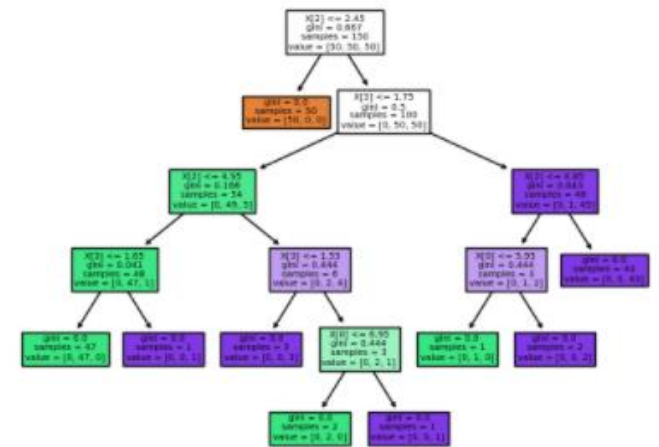 X[2] <= 2.45
gini = 0.667
samples = 150
value = [50, 50, 50]
gini = 0.0
samples = 50
value = [50, 0, 0]
X[3] <= 1.75
gini = 0.5
samples = 100
value = [0, 50, 50]
X[2] <= 4.95
gini = 0.168
samples = 54
value = [0, 49, 5]
X[2] <= 4.85
gini = 0.043
samples = 46
value = [0, 1, 45]
X[3] <= 1.65
gini = 0.041
samples = 48
value = [0, 47, 1]
X[3] <= 1.55
gini = 0.444
samples = 6
value = [0, 2, 4]
X[0] <= 5.95
gini = 0.444
samples = 3
value = [0, 1, 2]
gini = 0.0
samples = 43
value = [0, 0, 43]
gini = 0.0
samples = 47
value = [0, 47, 0]
gini = 0.0
samples = 1
value = [0, 0, 1]
gini = 0.0
samples = 3
value = [0, 0, 3]
X[0] <= 6.95
gini = 0.444
samples = 3
value = [0, 2, 1]
gini = 0.0
samples = 1
value = [0, 1, 0]
gini = 0.0
samples = 2
value = [0, 0, 2]
gini = 0.0
samples = 2
value = [0, 2, 0]
gini = 0.0
samples = 1
value = [0, 0, 1]